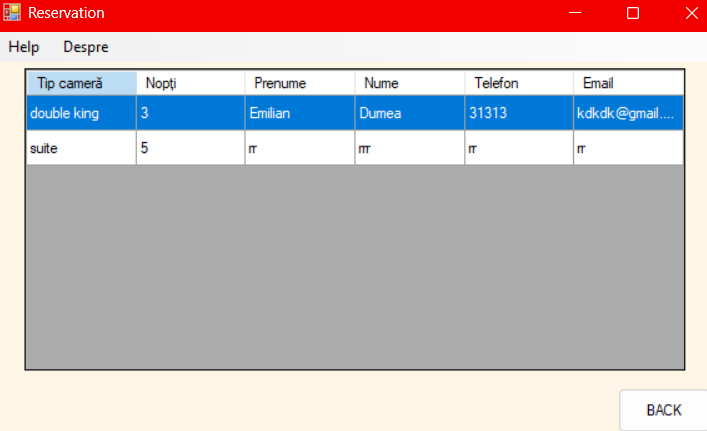 Reservation
Help Despre
Tip cameră Nopți Prenume Nume Telefon Email
double king 3 Emilian Dumea 31313 kdkdk@gmail....
suite 5 rr rrr rr rr
BACK